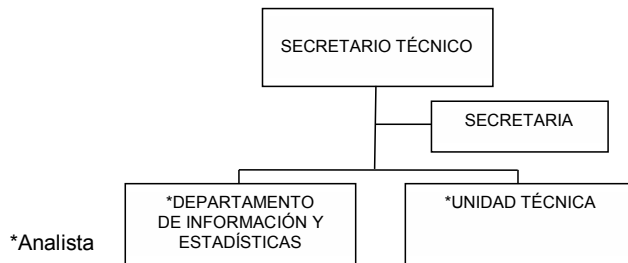 SECRETARIO TÉCNICO
SECRETARIA
*DEPARTAMENTO
DE INFORMACIÓN Y
ESTADÍSTICAS
*UNIDAD TÉCNICA
*Analista